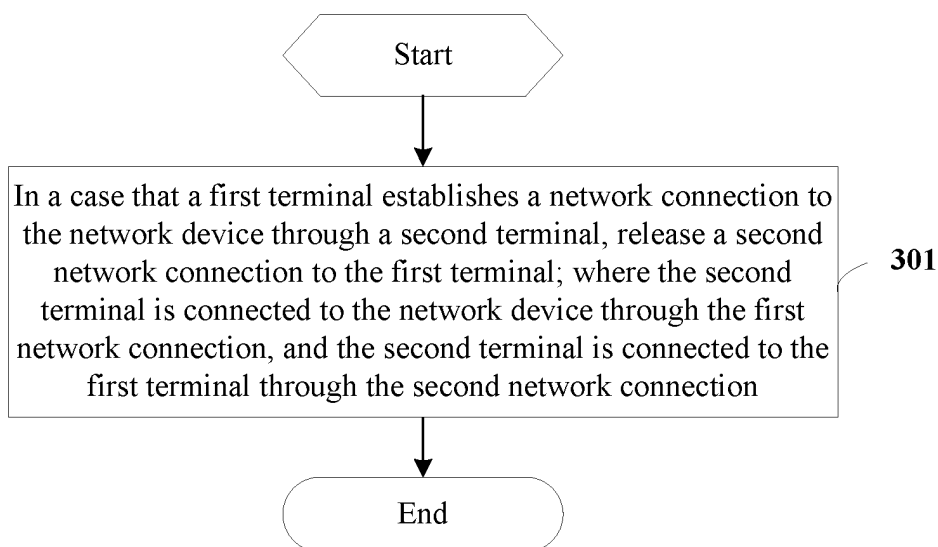 Start
In a case that a first terminal establishes a network connection to
the network device through a second terminal, release a second
network connection to the first terminal; where the second
terminal is connected to the network device through the first
network connection, and the second terminal is connected to the
first terminal through the second network connection
301
End